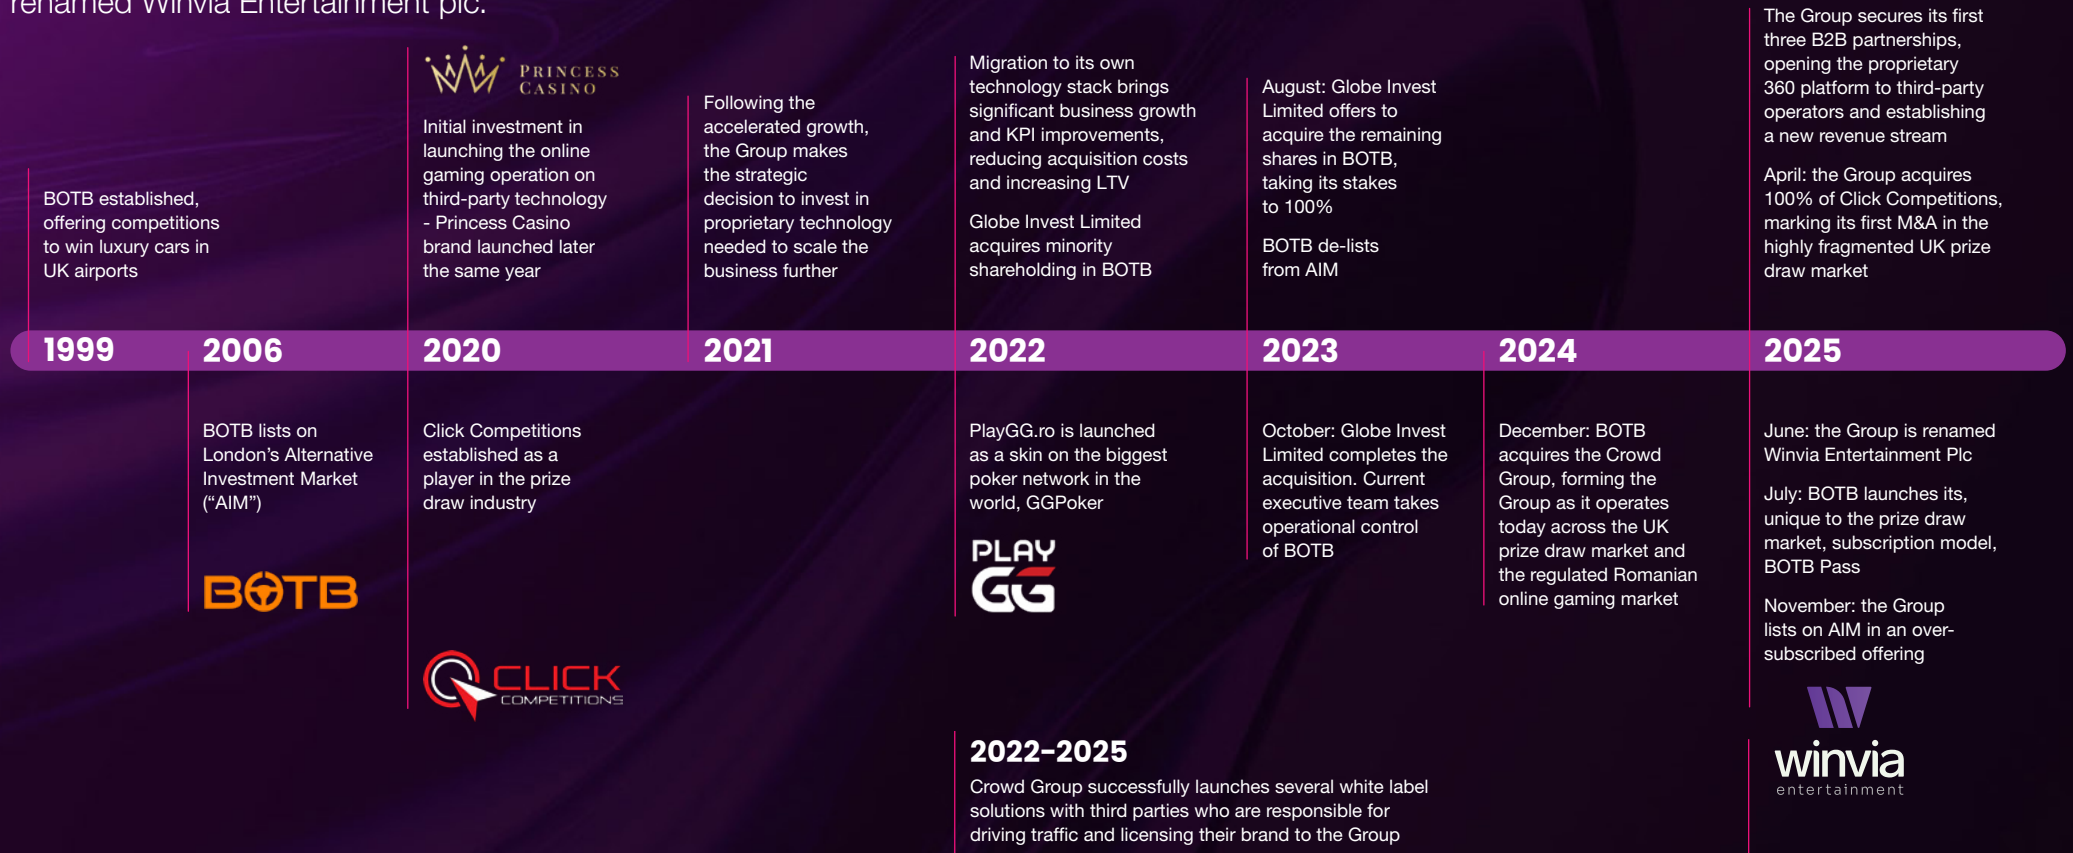 renamed Winvia Entertainment plc.
BOTB established,
offering competitions
to win luxury cars in
UK airports
PRINCESS
CASINO
Initial investment in
launching the online
gaming operation on
third-party technology
- Princess Casino
brand launched later
the same year
Following the
accelerated growth,
the Group makes
the strategic
decision to invest in
proprietary technology
needed to scale the
business further
Migration to its own
technology stack brings
significant business growth
and KPI improvements,
reducing acquisition costs
and increasing LTV
Globe Invest Limited
acquires minority
shareholding in BOTB
August: Globe Invest
Limited offers to
acquire the remaining
shares in BOTB,
taking its stakes
to 100%
BOTB de-lists
from AIM
The Group secures its first
three B2B partnerships,
opening the proprietary
360 platform to third-party
operators and establishing
a new revenue stream
April: the Group acquires
100% of Click Competitions,
marking its first M&A in the
highly fragmented UK prize
draw market
1999
2006
2020
2021
2022
2023
2024
2025
BOTB lists on
London's Alternative
Investment Market
(“AIM”)
BOTB
Click Competitions
established as a
player in the prize
draw industry
CLICK
COMPETITIONS
PlayGG.ro is launched
as a skin on the biggest
poker network in the
world, GGPoker
PLAY
GG
October: Globe Invest
Limited completes the
acquisition. Current
executive team takes
operational control
of BOTB
December: BOTB
acquires the Crowd
Group, forming the
Group as it operates
today across the UK
prize draw market and
the regulated Romanian
online gaming market
June: the Group is renamed
Winvia Entertainment Plc
July: BOTB launches its,
unique to the prize draw
market, subscription model,
BOTB Pass
November: the Group
lists on AIM in an over-
subscribed offering
winvia
entertainment
2022-2025
Crowd Group successfully launches several white label
solutions with third parties who are responsible for
driving traffic and licensing their brand to the Group